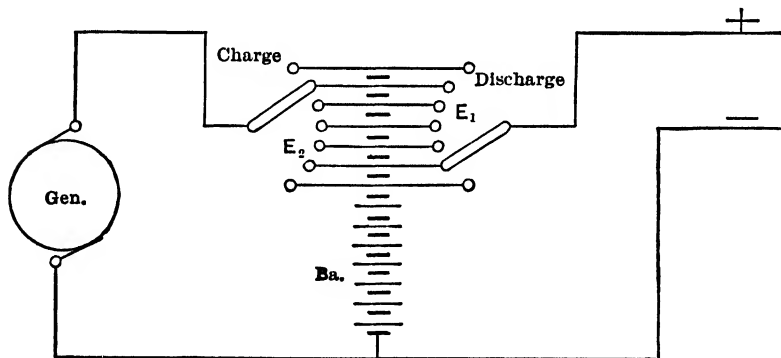 +
Charge
Discharge
E1
−
E2
Gen.
Ba.